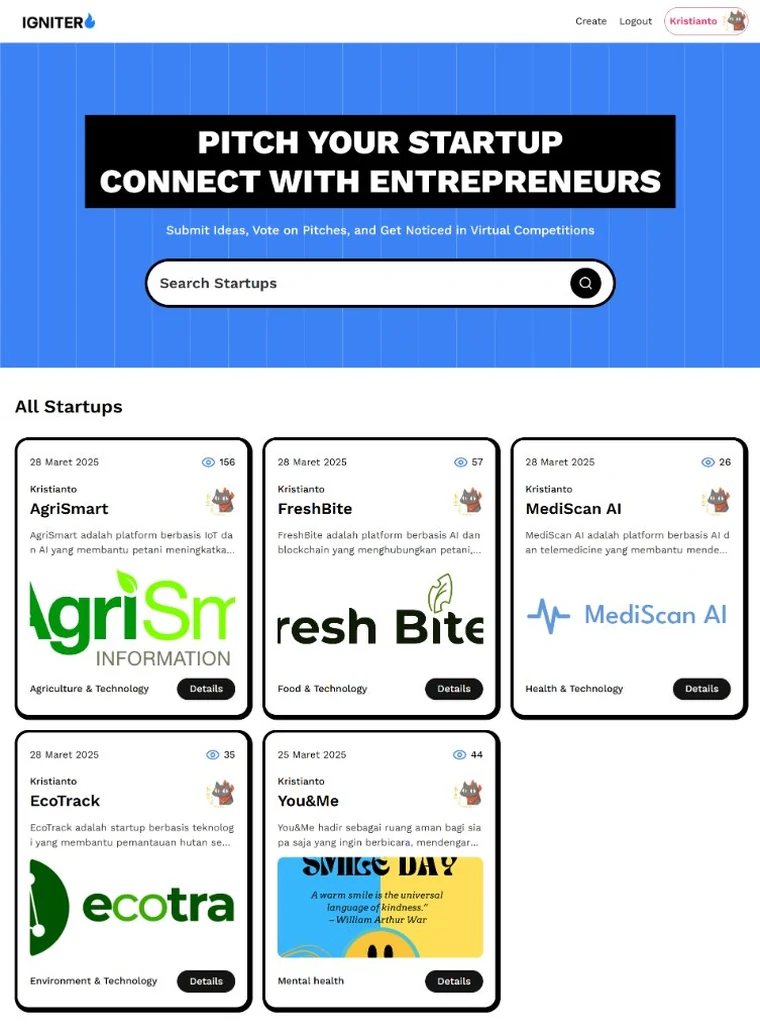 IGNITER
Create
Logout
Kristianto
PITCH YOUR STARTUP
CONNECT WITH ENTREPRENEURS
Submit Ideas, Vote on Pitches, and Get Noticed in Virtual Competitions
Search Startups
All Startups
28 Maret 2025
156
Kristianto
AgriSmart
AgriSmart adalah platform berbasis IoT da
n AI yang membantu petani meningkatka...
AgriSm
INFORMATION
Agriculture & Technology
Details
28 Maret 2025
57
Kristianto
FreshBite
FreshBite adalah platform berbasis AI dan
blockchain yang menghubungkan petani,...
resh Bite
Food & Technology
Details
28 Maret 2025
26
Kristianto
MediScan AI
MediScan AI adalah platform berbasis AI d
an telemedicine yang membantu mende...
MediScan AI
Health & Technology
Details
28 Maret 2025
35
Kristianto
EcoTrack
EcoTrack adalah startup berbasis teknolog
i yang membantu pemantauan hutan se...
ecotra
Environment & Technology
Details
25 Maret 2025
44
Kristianto
You&Me
You&Me hadir sebagai ruang aman bagi sia
pa saja yang ingin berbicara, mendengar...
SMILE DAY
A warm smile is the universal
language of kindness.”
– William Arthur War
Mental health
Details